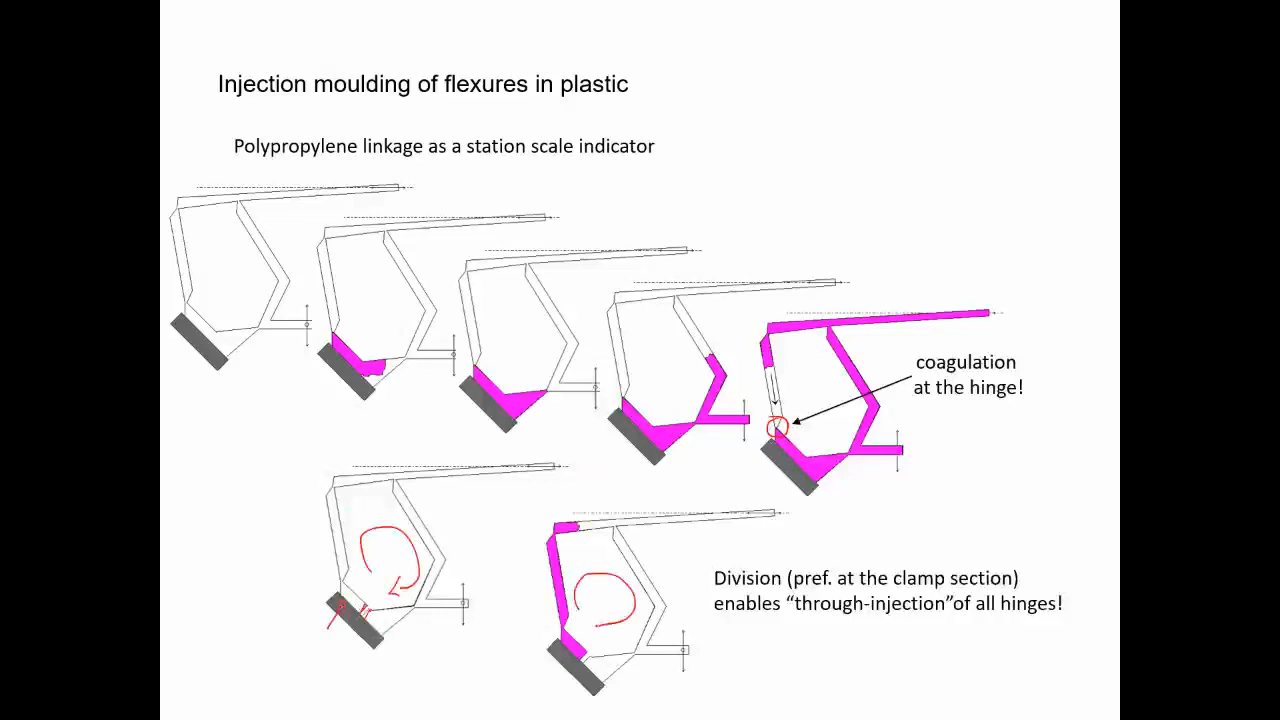 Injection moulding of flexures in plastic
Polypropylene linkage as a station scale indicator
coagulation
at the hinge!
Division (pref. at the clamp section)
enables “through-injection”of all hinges!